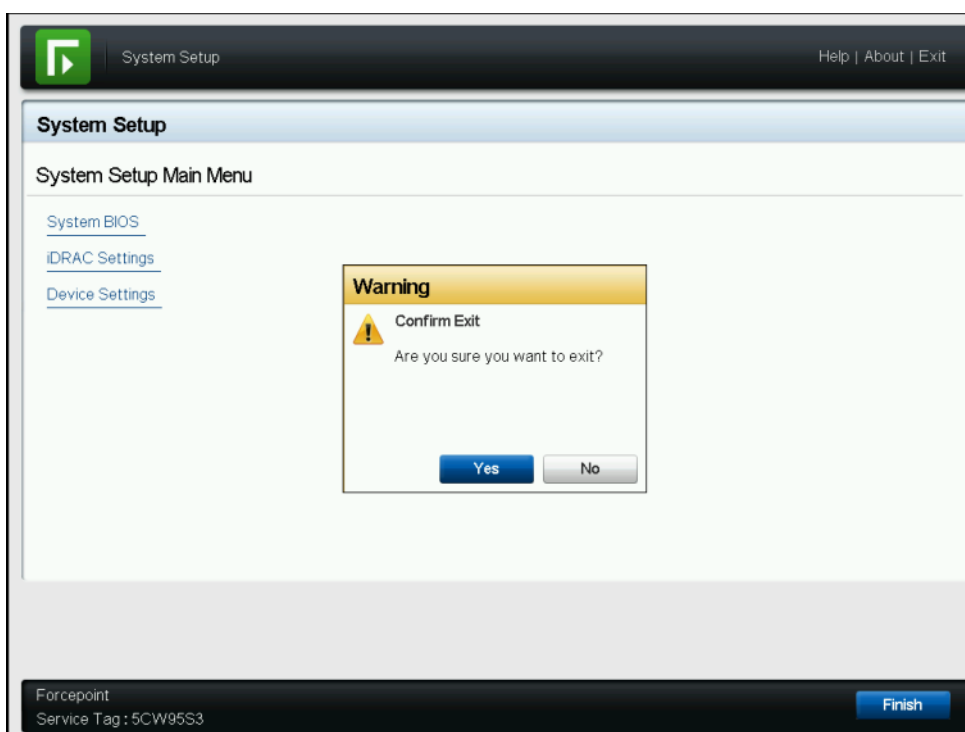 System Setup
Help | About | Exit
System Setup
System Setup Main Menu
System BIOS
iDRAC Settings
Device Settings
Warning
Confirm Exit
Are you sure you want to exit?
Yes
No
Forcepoint
Service Tag : 5CW95S3
Finish